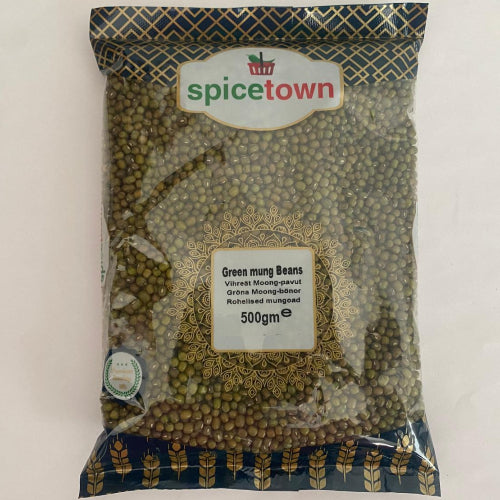 spicetown
Green mung Beans
Vihreät Moong-pavut
Gröna Moong-bönor
Rohelised mungoad
500gm e